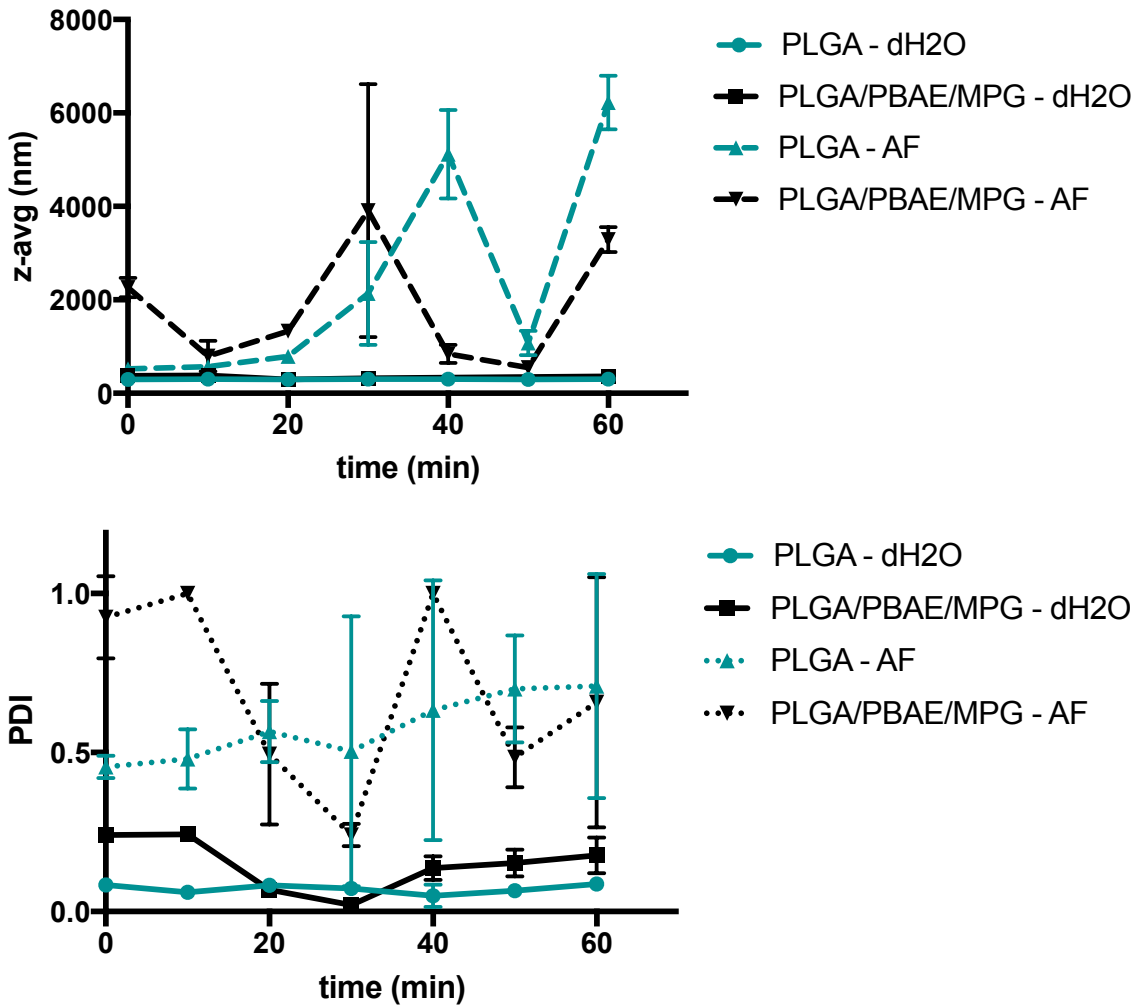 8000
6000
4000
2000
0
z-avg (nm)
0 20 40 60
time (min)
PLGA - dH2O
PLGA/PBAE/MPG - dH2O
PLGA - AF
PLGA/PBAE/MPG - AF
1.0
0.5
0.0
PDI
0 20 40 60
time (min)
PLGA - dH2O
PLGA/PBAE/MPG - dH2O
PLGA - AF
PLGA/PBAE/MPG - AF